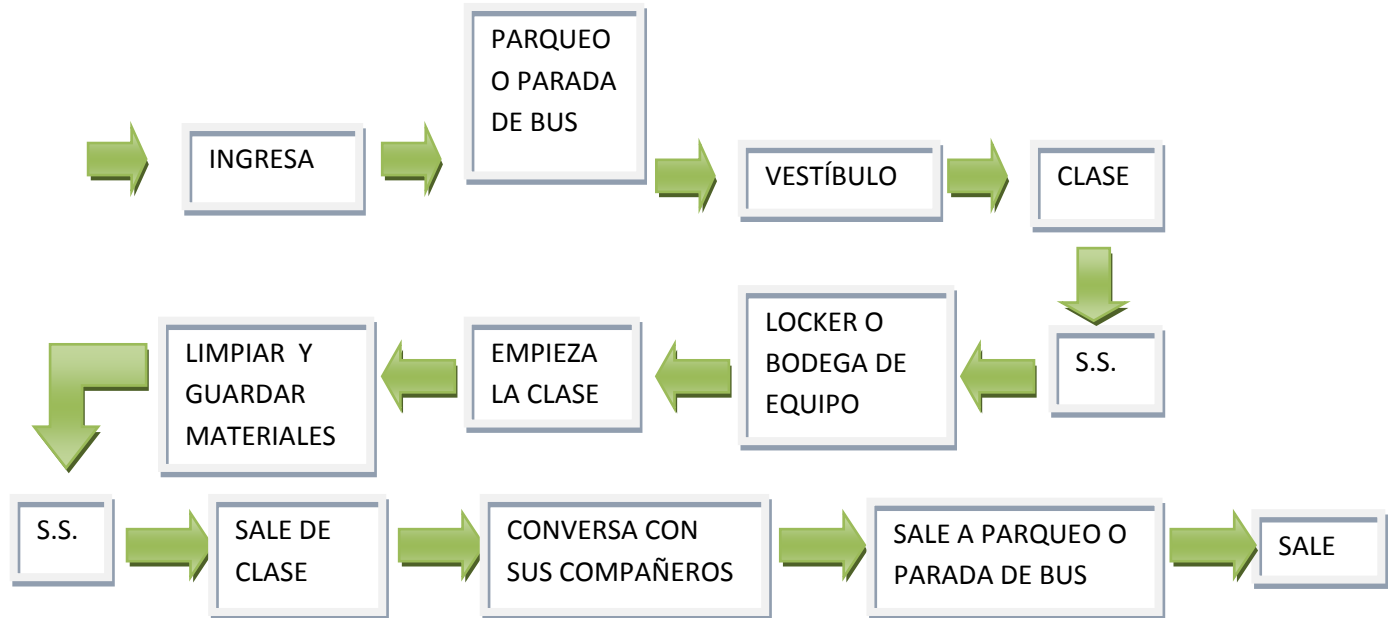 INGRESA
PARQUEO
O PARADA
DE BUS
VESTÍBULO
CLASE
S.S.
LOCKER O
BODEGA DE
EQUIPO
EMPIEZA
LA CLASE
LIMPIAR Y
GUARDAR
MATERIALES
S.S.
SALE DE
CLASE
CONVERSA CON
SUS COMPAÑEROS
SALE A PARQUEO O
PARADA DE BUS
SALE